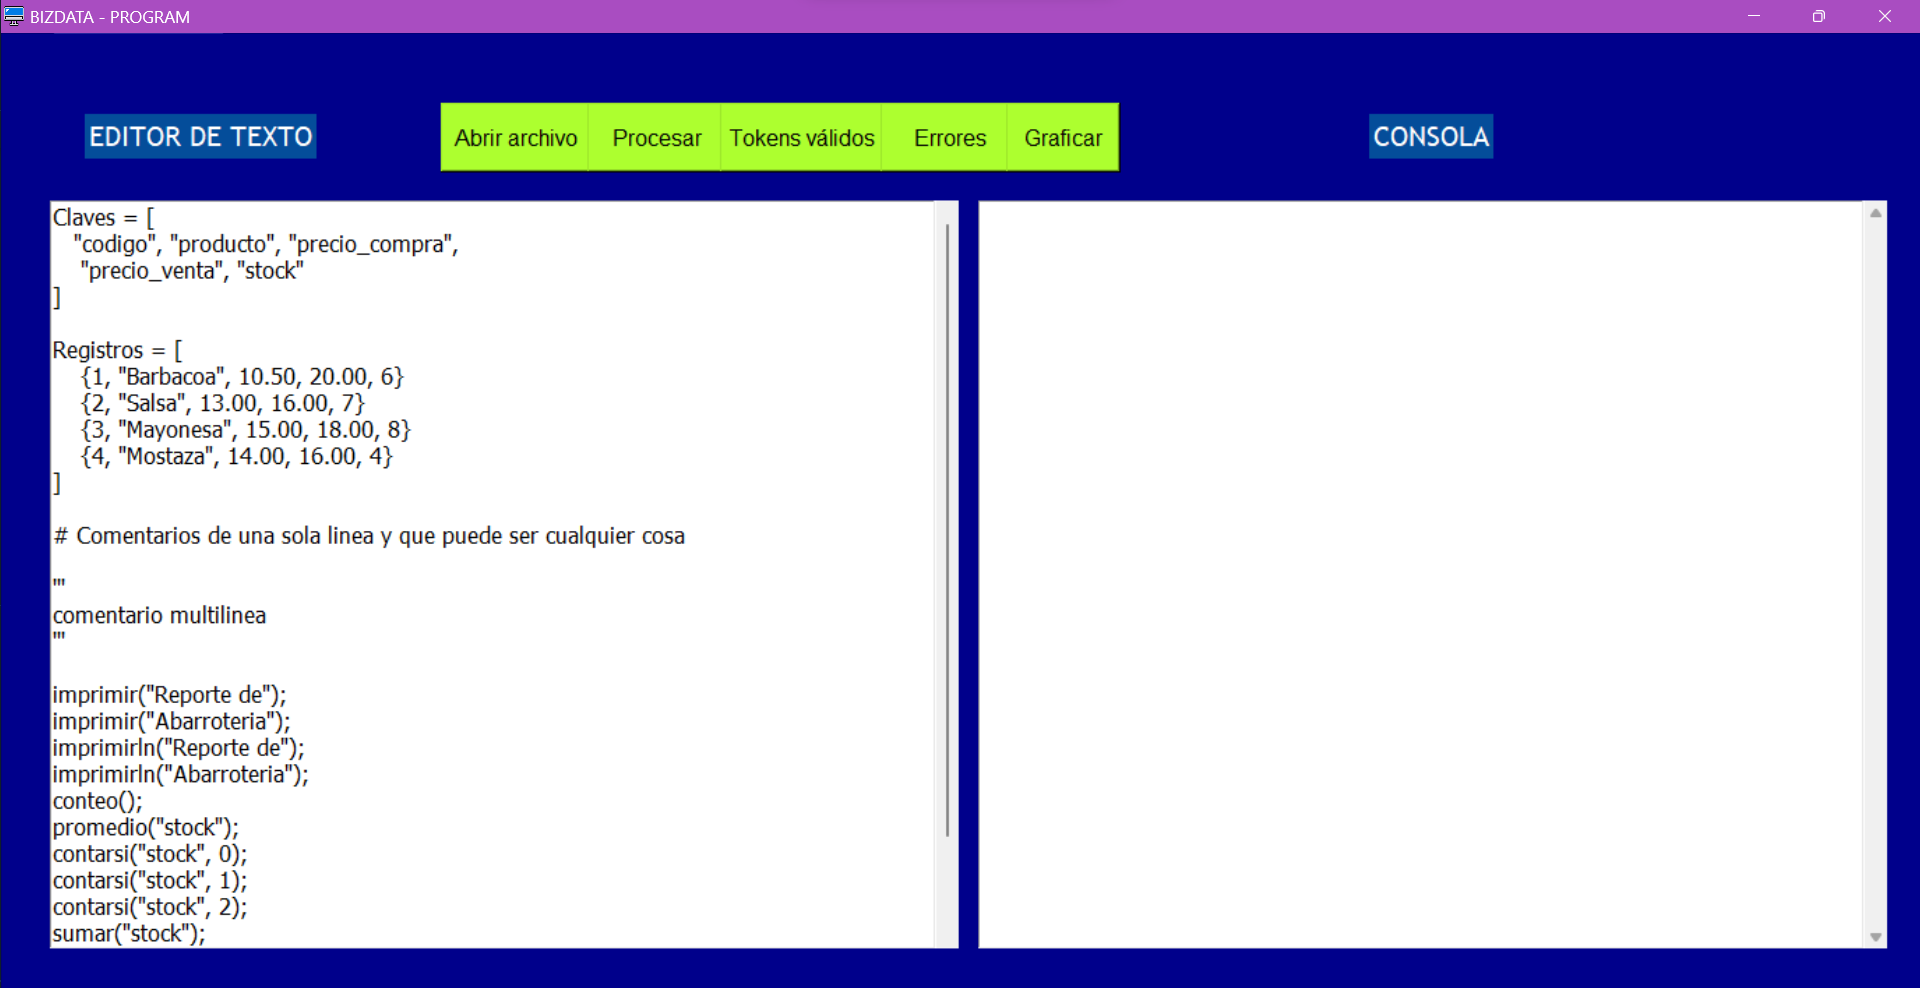 BIZDATA - PROGRAM
EDITOR DE TEXTO
Abrir archivo Procesar Tokens válidos Errores Graficar
CONSOLA
Claves = [
"codigo", "producto", "precio_compra",
"precio_venta", "stock"
]
Registros = [
{1, "Barbacoa", 10.50, 20.00, 6}
{2, "Salsa", 13.00, 16.00, 7}
{3, "Mayonesa", 15.00, 18.00, 8}
{4, "Mostaza", 14.00, 16.00, 4}
]
# Comentarios de una sola linea y que puede ser cualquier cosa
'''
comentario multilinea
'''
imprimir("Reporte de");
imprimir("Abarroteria");
imprimirln("Reporte de");
imprimirln("Abarroteria");
conteo();
promedio("stock");
contarsi("stock", 0);
contarsi("stock", 1);
contarsi("stock", 2);
sumar("stock");